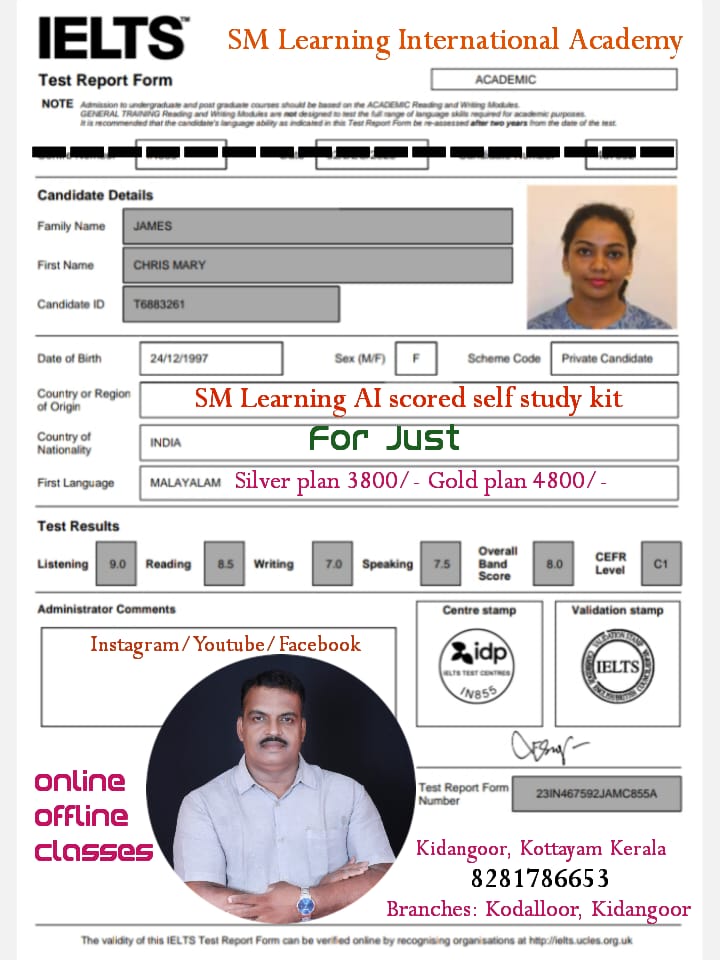 IELTS™
SM Learning International Academy
Test Report Form
ACADEMIC
NOTE Admission to undergraduate and post graduate courses should be based on the ACADEMIC Reading and Writing Modules.
GENERAL TRAINING Reading and Writing Modules are not designed to test the full range of language skills required for academic purposes.
It is recommended that the candidate's language ability as indicated in this Test Report Form be re-assessed after two years from the date of the test.
Candidate Details
Family Name JAMES
First Name CHRIS MARY
Candidate ID T6883261
Date of Birth 24/12/1997 Sex (M/F) F Scheme Code Private Candidate
Country or Region
of Origin
SM Learning AI scored self study kit
Country of
Nationality
INDIA
For Just
First Language MALAYALAM Silver plan 3800/- Gold plan 4800/-
Test Results
Listening 9.0 Reading 8.5 Writing 7.0 Speaking 7.5 Overall
Band
Score
8.0 CEFR
Level
C1
Administrator Comments
Centre stamp
Validation stamp
Instagram/Youtube/Facebook
idp
IELTS TEST CENTRES
IN855
IELTS
online
offline
classes
Test Report Form
Number
23IN467592JAMC855A
Kidangoor, Kottayam Kerala
8281786653
Branches: Kodalloor, Kidangoor
The validity of this IELTS Test Report Form can be verified online by recognising organisations at http://ielts.ucles.org.uk